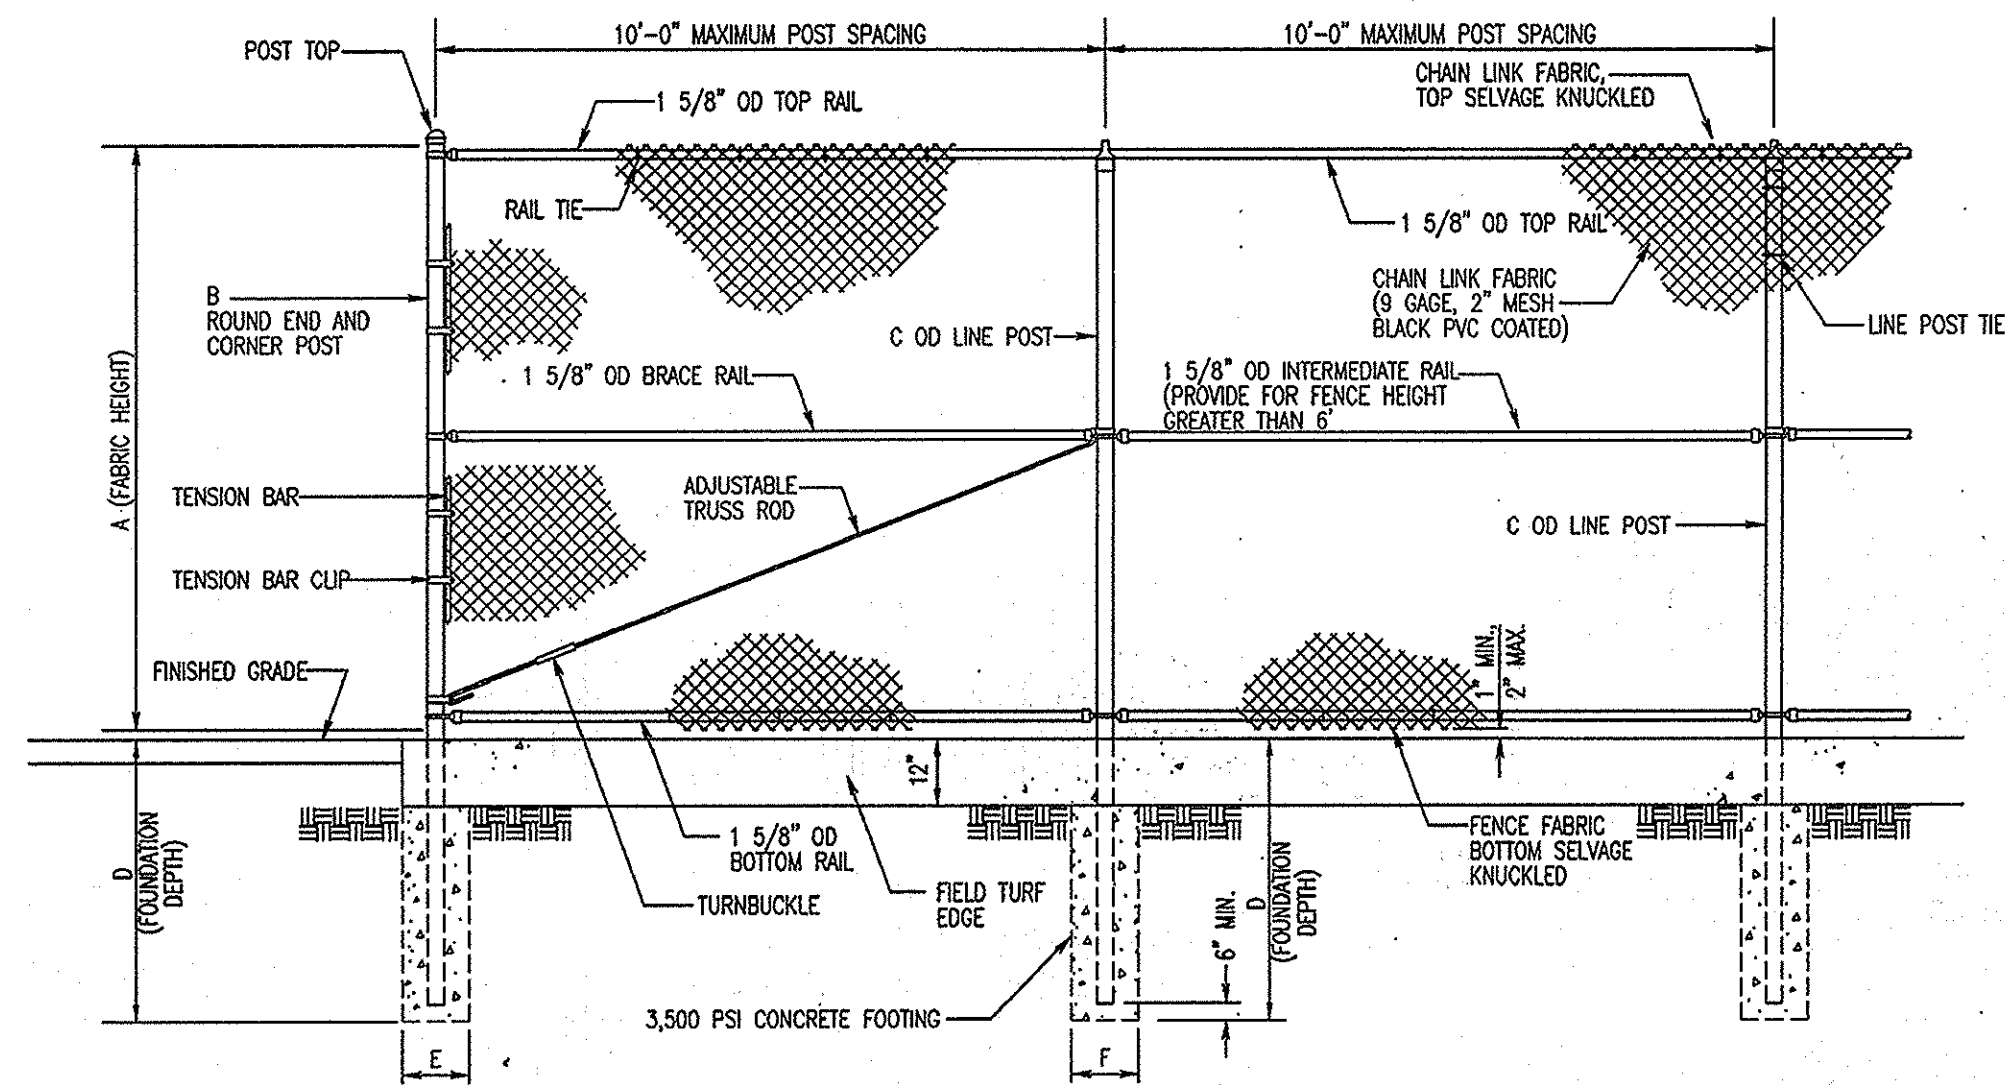 10'-0" MAXIMUM POST SPACING
10'-0" MAXIMUM POST SPACING
POST TOP
CHAIN LINK FABRIC,
TOP SELVAGE KNUCKLED
1 5/8" OD TOP RAIL
RAIL TIE
1 5/8" OD TOP RAIL
B
ROUND END AND
CORNER POST
CHAIN LINK FABRIC
(9 GAGE, 2" MESH
BLACK PVC COATED)
C OD LINE POST
LINE POST TIE
A (FABRIC HEIGHT)
1 5/8" OD BRACE RAIL
1 5/8" OD INTERMEDIATE RAIL
(PROVIDE FOR FENCE HEIGHT
GREATER THAN 6'
TENSION BAR
ADJUSTABLE
TRUSS ROD
C OD LINE POST
TENSION BAR CLIP
1" MIN.,
2" MAX.
FINISHED GRADE
12"
D
(FOUNDATION
DEPTH)
1 5/8" OD
BOTTOM RAIL
FENCE FABRIC
BOTTOM SELVAGE
KNUCKLED
TURNBUCKLE
FIELD TURF
EDGE
6" MIN.
D
(FOUNDATION
DEPTH)
3,500 PSI CONCRETE FOOTING
E
F